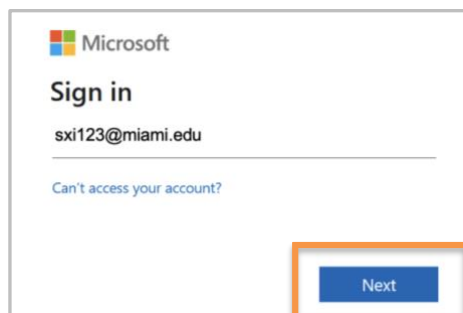 Microsoft
Sign in
sxi123@miami.edu
Can't access your account?
Next